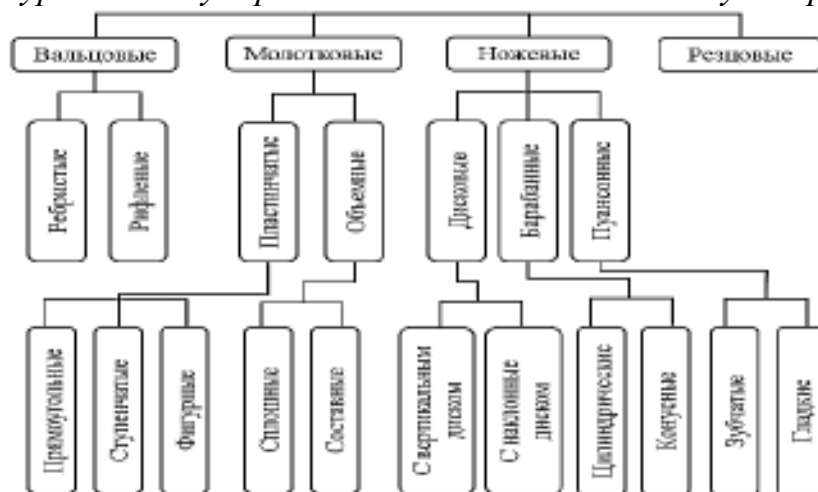 Вальцовые
Молотковые
Ножевые
Резцовые
Ребристые
Рифленые
Пластинчатые
Объемные
Дисковые
Барабанные
Пуансонные
Прямоугольные
Ступенчатые
Фигурные
Сплошные
Составные
С вертикальным
диском
С наклонные
диском
Цилиндрические
Конусные
Зубчатые
Гладкие